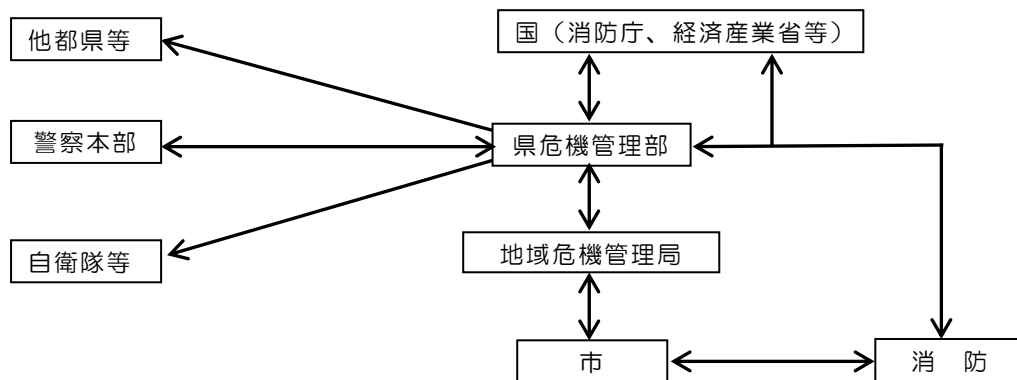 他都県等
国（消防庁、経済産業省等）
警察本部
県危機管理部
自衛隊等
地域危機管理局
市
消　防